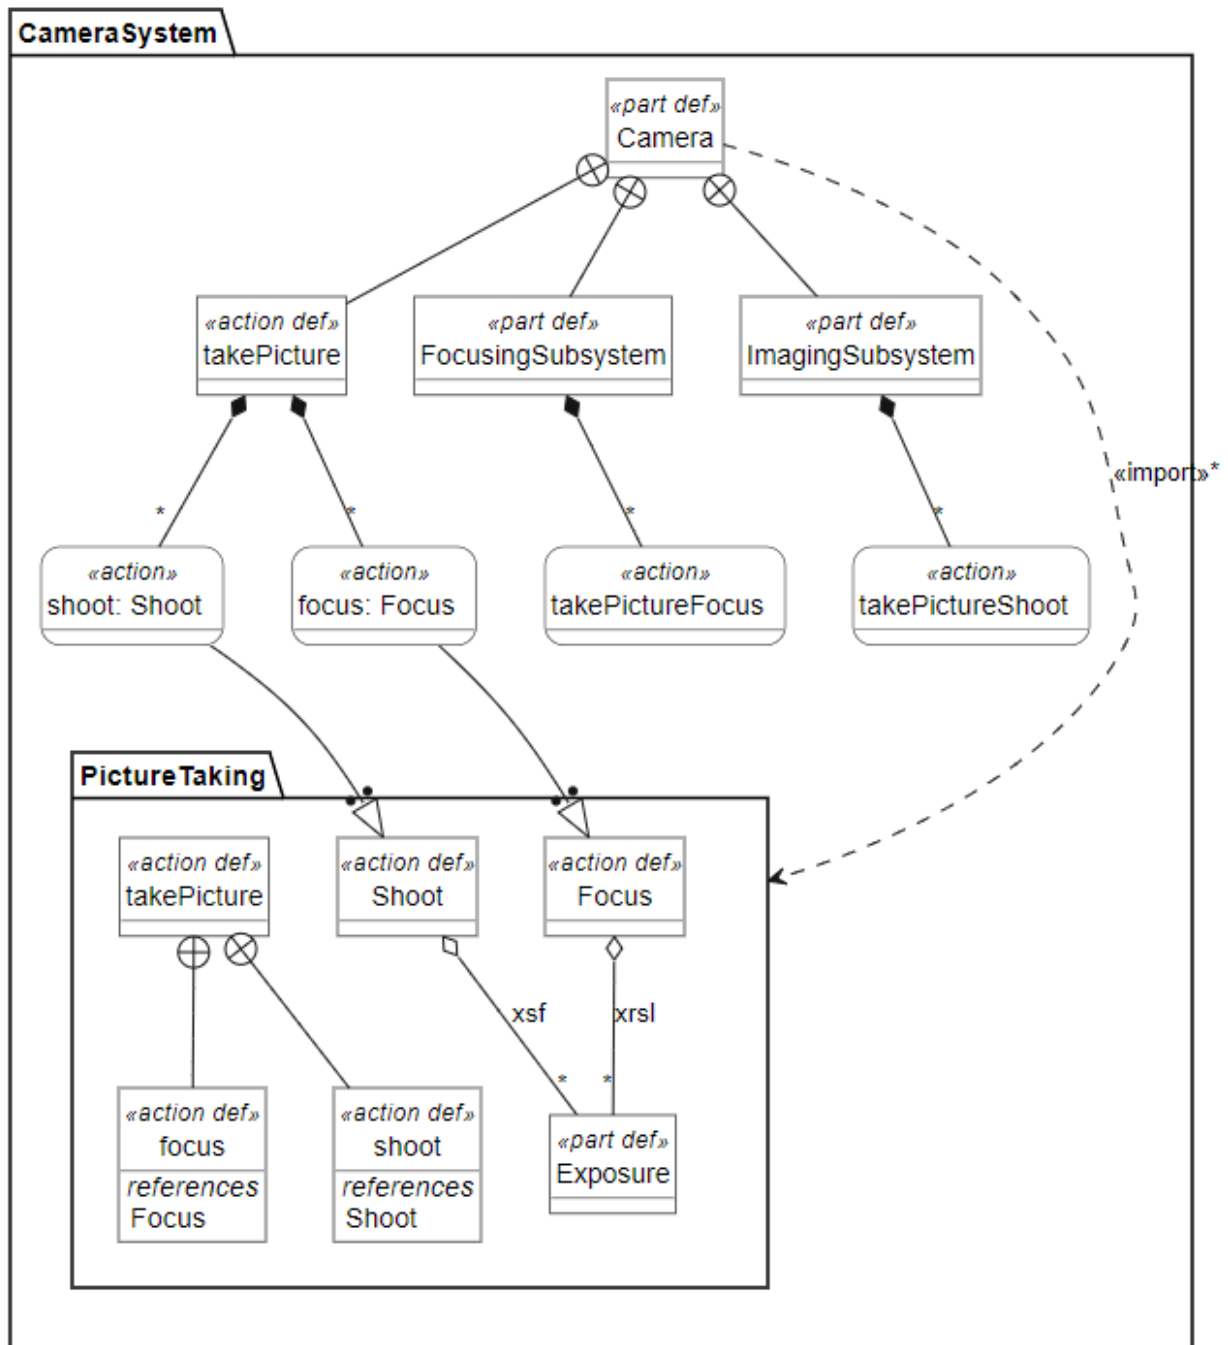 CameraSystem
«part def»
Camera
«action def»
takePicture
«part def»
FocusingSubsystem
«part def»
ImagingSubsystem
«import»*
*
*
*
*
«action»
shoot: Shoot
«action»
focus: Focus
«action»
takePictureFocus
«action»
takePictureShoot
PictureTaking
«action def»
takePicture
«action def»
Shoot
«action def»
Focus
xsf
xrsl
*
*
«action def»
focus
references
Focus
«action def»
shoot
references
Shoot
«part def»
Exposure